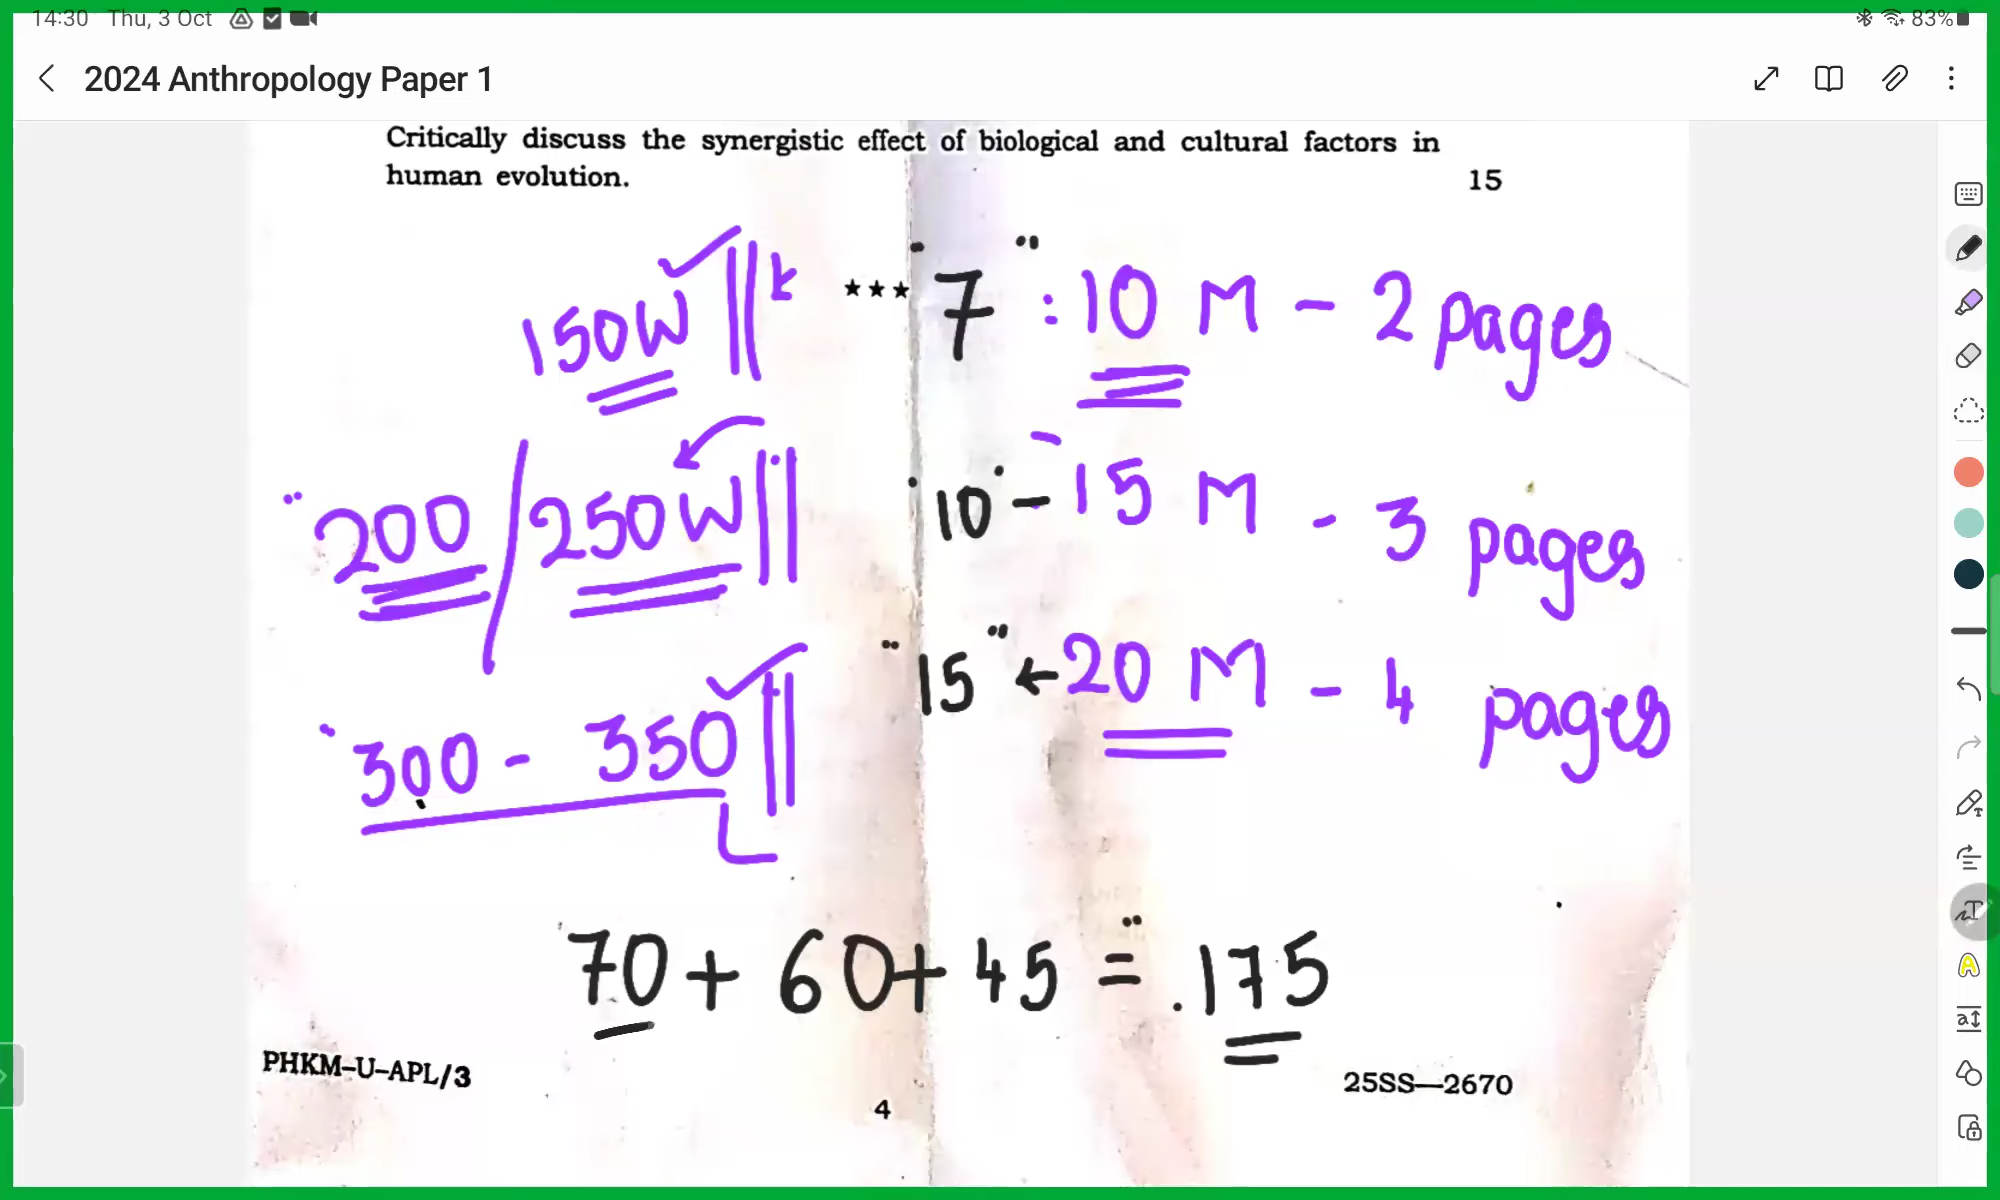 14:30 Thu, 3 Oct 83%
2024 Anthropology Paper 1
Critically discuss the synergistic effect of biological and cultural factors in
human evolution. 15
150W *** 7 : 10 M - 2 pages
200/250W 10 - 15 M - 3 pages
300 - 350 15 ← 20 M - 4 pages
70 + 60 + 45 = 175
PHKM-U-APL/3 25SS—2670
4